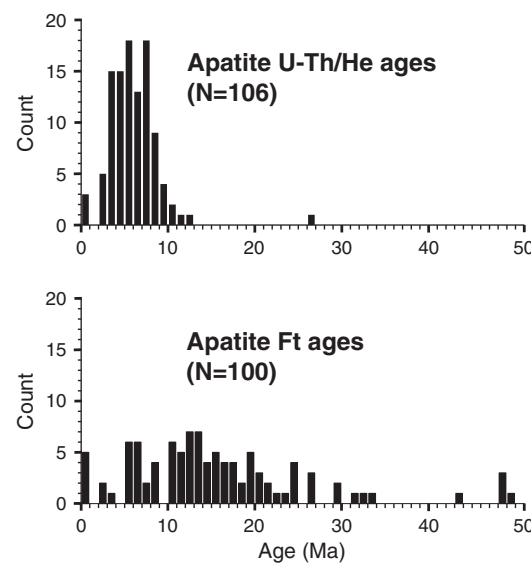 20
15
10
5
0
Count
Apatite U-Th/He ages
(N=106)
0 10 20 30 40 50
20
15
10
5
0
Count
Apatite Ft ages
(N=100)
0 10 20 30 40 50
Age (Ma)